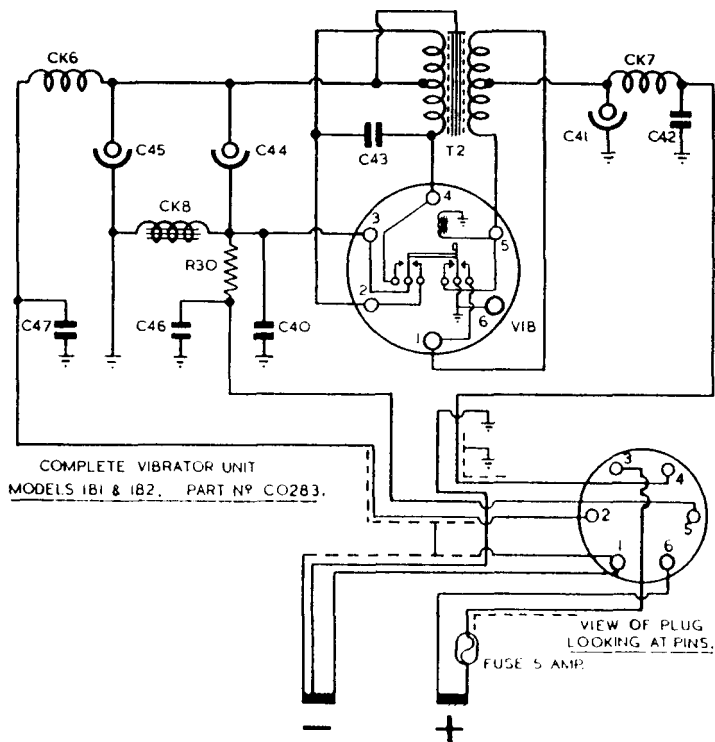 CK6
CK7
C45
C44
C43
T2
C41
C42
CK8
R30
3
4
5
2
1
6
VIB
C47
C46
C40
COMPLETE VIBRATOR UNIT
MODELS 181 & 182. PART Nº CO283.
3
4
2
5
1
6
VIEW OF PLUG
LOOKING AT PINS.
FUSE 5 AMP.
− +